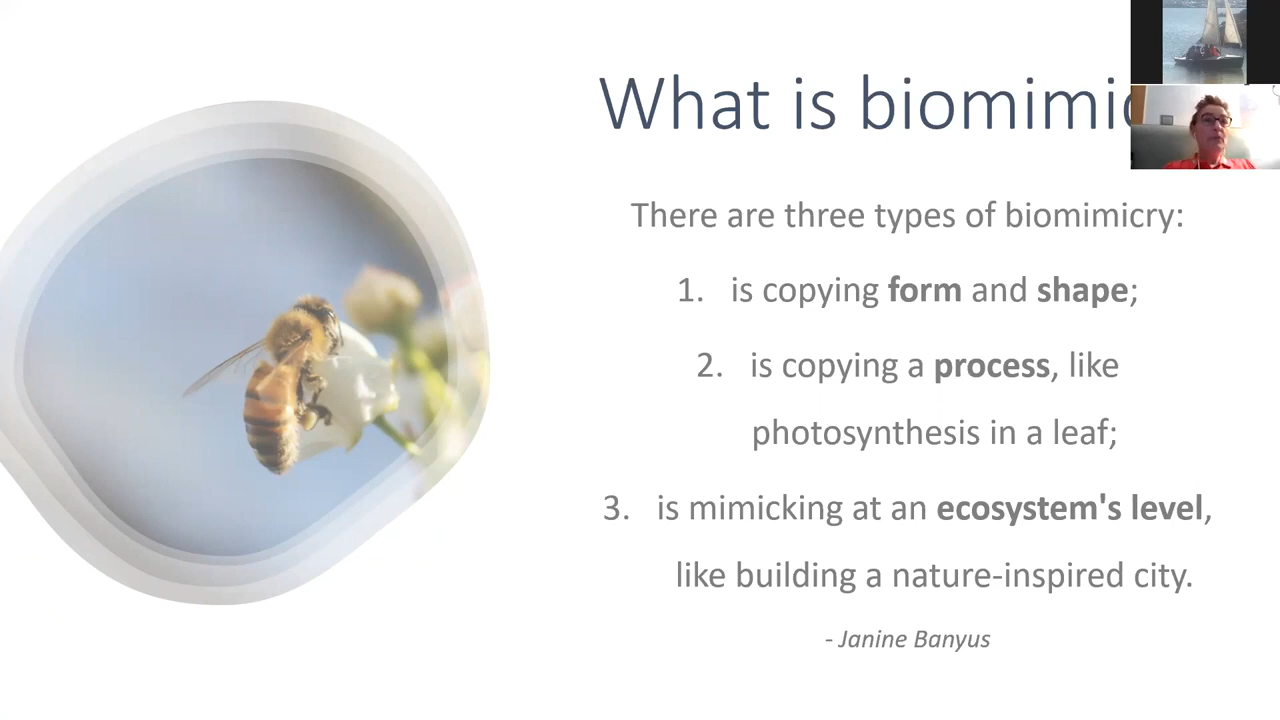 What is biomimic
There are three types of biomimicry:
1. is copying form and shape;
2. is copying a process, like
photosynthesis in a leaf;
3. is mimicking at an ecosystem's level,
like building a nature-inspired city.
- Janine Banyus